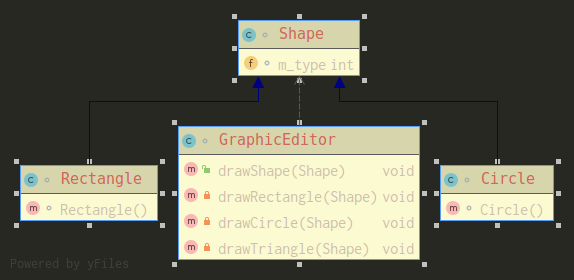 C Shape
f m_type int
C GraphicEditor
m drawShape(Shape) void
m drawRectangle(Shape) void
m drawCircle(Shape) void
m drawTriangle(Shape) void
C Rectangle
m Rectangle()
C Circle
m Circle()
Powered by yFiles